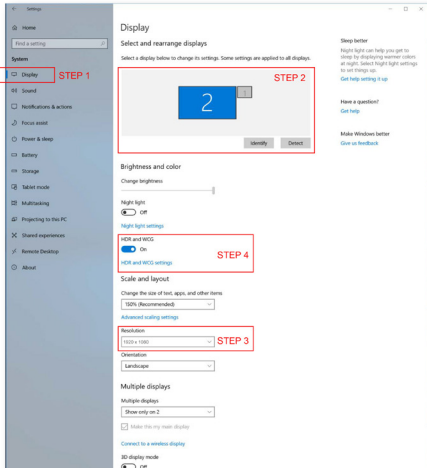 Settings
Home
Find a setting
System
Display
STEP 1
Sound
Notifications & actions
Focus assist
Power & sleep
Battery
Storage
Tablet mode
Multitasking
Projecting to this PC
Shared experiences
Remote Desktop
About
Display
Select and rearrange displays
Select a display below to change its settings. Some settings are applied to all displays.
STEP 2
2
1
Identify
Detect
Brightness and color
Change brightness
Night light
Off
Night light settings
HDR and WCG
On
STEP 4
HDR and WCG settings
Scale and layout
Change the size of text, apps, and other items
150% (Recommended)
Advanced scaling settings
Resolution
1920 × 1080
STEP 3
Orientation
Landscape
Multiple displays
Multiple displays
Show only on 2
Make this my main display
Connect to a wireless display
3D display mode
Off
Sleep better
Night light can help you get to
sleep by displaying warmer colors
at night. Select Night light settings
to set things up.
Get help setting it up
Have a question?
Get help
Make Windows better
Give us feedback